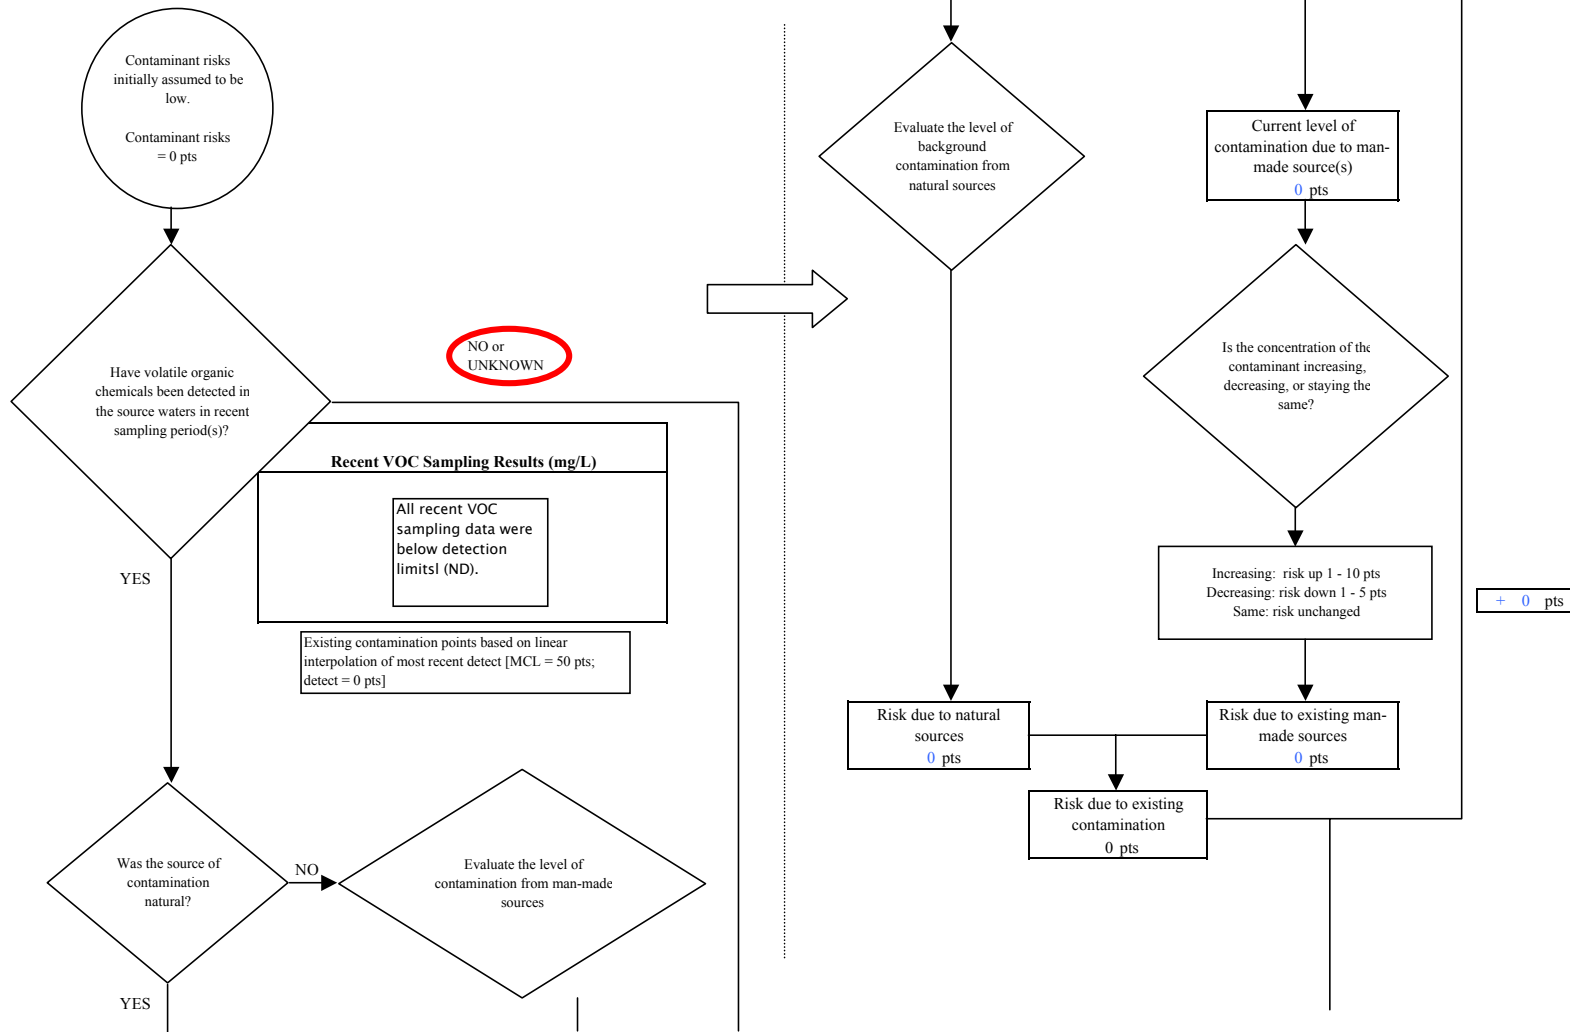 Contaminant risks
initially assumed to be
low.
Contaminant risks
= 0 pts
NO or
UNKNOWN
Have volatile organic
chemicals been detected in
the source waters in recent
sampling period(s)?
Recent VOC Sampling Results (mg/L)
All recent VOC
sampling data were
below detection
limitsl (ND).
YES
Existing contamination points based on linear
interpolation of most recent detect [MCL = 50 pts;
detect = 0 pts]
Was the source of
contamination
natural?
NO
Evaluate the level of
contamination from man-made
sources
YES
Evaluate the level of
background
contamination from
natural sources
Current level of
contamination due to man-
made source(s)
0 pts
Is the concentration of the
contaminant increasing,
decreasing, or staying the
same?
Increasing: risk up 1 - 10 pts
Decreasing: risk down 1 - 5 pts
Same: risk unchanged
+ 0 pts
Risk due to natural
sources
0 pts
Risk due to existing man-
made sources
0 pts
Risk due to existing
contamination
0 pts